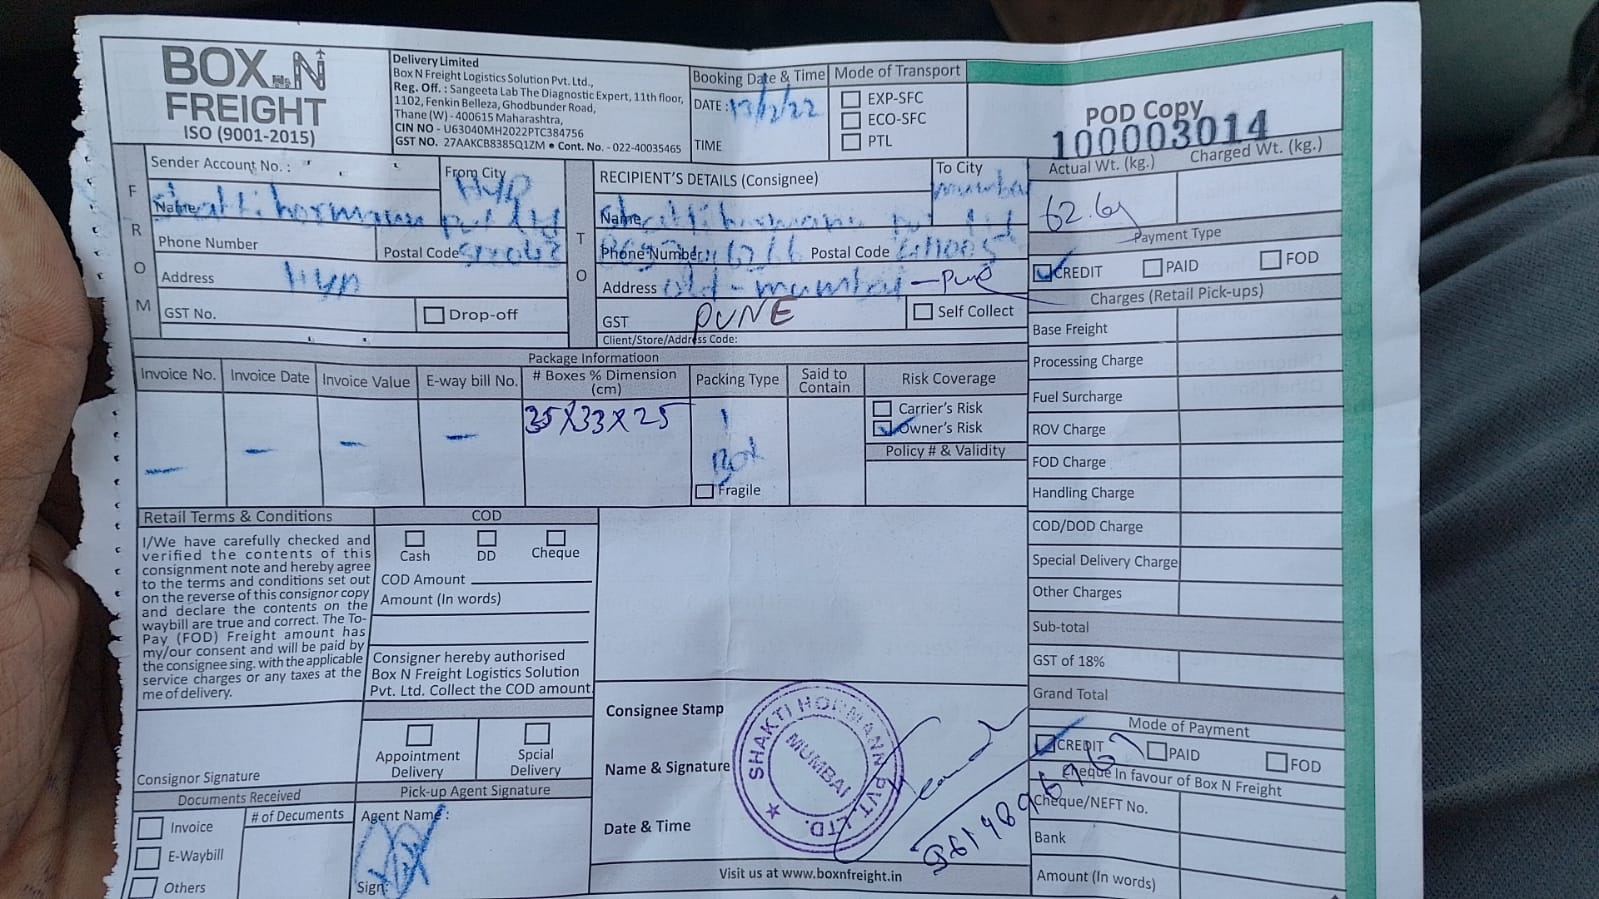 BOX N
FREIGHT
ISO (9001-2015)
Delivery Limited
Box N Freight Logistics Solution Pvt. Ltd.,
Reg. Off. : Sangeeta Lab The Diagnostic Expert, 11th floor,
1102, Fenkin Belleza, Ghodbunder Road,
Thane (W) - 400615 Maharashtra,
CIN NO - U63040MH2022PTC384756
GST NO. 27AAKCB8385Q1ZM • Cont. No. - 022-40035465
Booking Date & Time
DATE : 13/12/22
TIME
Mode of Transport
EXP-SFC
ECO-SFC
PTL
POD Copy
100003014
FROM
Sender Account No. :
From City
HYD
Name Shakti hormann pvt ltd
Phone Number
Postal Code
Address HYD
GST No.
Drop-off
TO
RECIPIENT'S DETAILS (Consignee)
To City
mumbai
Name Shakti hormann pvt ltd
Phone Number
Postal Code
Address old - mumbai - Pune
GST PUNE
Self Collect
Client/Store/Address Code:
Actual Wt. (kg.)
Charged Wt. (kg.)
Payment Type
CREDIT
PAID
FOD
Charges (Retail Pick-ups)
Base Freight
Processing Charge
Fuel Surcharge
ROV Charge
FOD Charge
Handling Charge
COD/DOD Charge
Special Delivery Charge
Other Charges
Sub-total
GST of 18%
Grand Total
Mode of Payment
CREDIT
PAID
FOD
Cheque In favour of Box N Freight
Cheque/NEFT No.
Bank
Amount (In words)
Package Informatioon
Invoice No.
Invoice Date
Invoice Value
E-way bill No.
# Boxes % Dimension
(cm)
Packing Type
Said to
Contain
Risk Coverage
35X33X25
1
Box
Fragile
Carrier's Risk
Owner's Risk
Policy # & Validity
Retail Terms & Conditions
I/We have carefully checked and
verified the contents of this
consignment note and hereby agree
to the terms and conditions set out
on the reverse of this consignor copy
and declare the contents on the
waybill are true and correct. The To-
Pay (FOD) Freight amount has
my/our consent and will be paid by
the consignee sing. with the applicable
service charges or any taxes at the
me of delivery.
Consignor Signature
COD
Cash
DD
Cheque
COD Amount
Amount (In words)
Consigner hereby authorised
Box N Freight Logistics Solution
Pvt. Ltd. Collect the COD amount
Appointment
Delivery
Spcial
Delivery
Documents Received
# of Documents
Invoice
E-Waybill
Others
Pick-up Agent Signature
Agent Name :
Sign:
Consignee Stamp
Name & Signature
Date & Time
SHAKTI HORMANN PVT. LTD.
MUMBAI
Visit us at www.boxnfreight.in